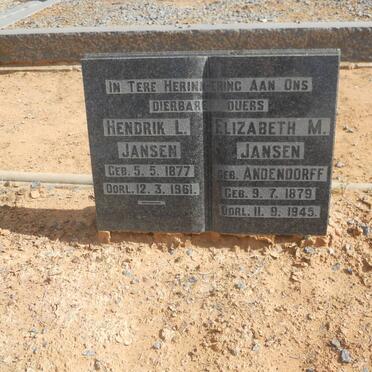 IN TERE HERINNERING AAN ONS
DIERBARE OUERS
HENDRIK L.
JANSEN
GEB. 5. 5. 1877
OORL. 12. 3. 1961.
ELIZABETH M.
JANSEN
GEB. ANDENDORFF
GEB. 9. 7. 1879
OORL. 11. 9. 1945.